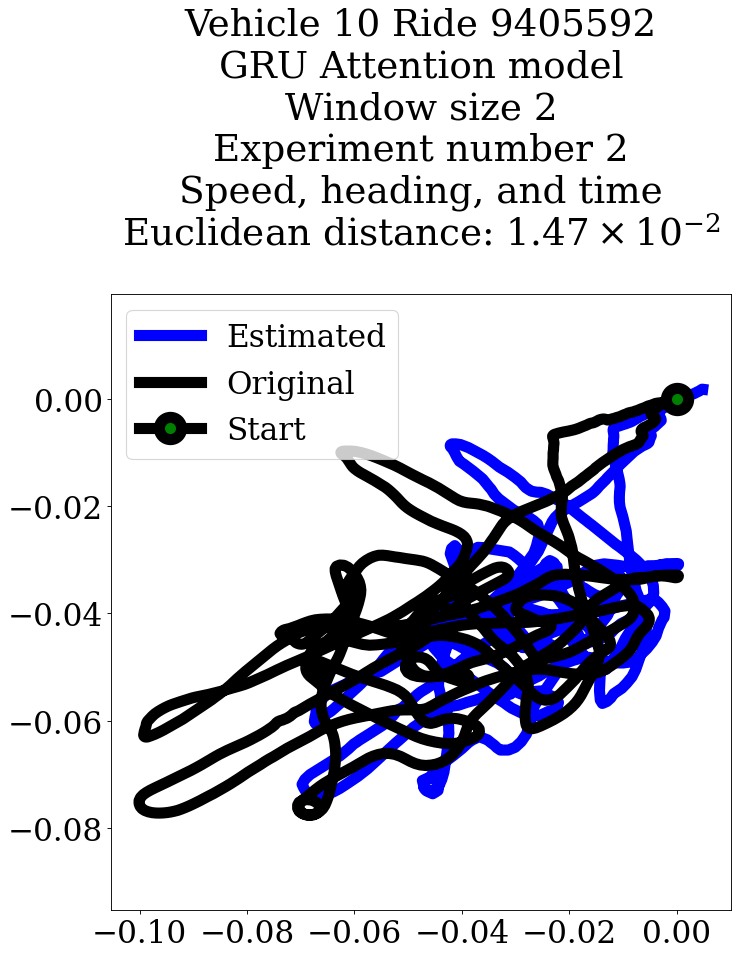 Vehicle 10 Ride 9405592
GRU Attention model
Window size 2
Experiment number 2
Speed, heading, and time
Euclidean distance: 1.47 × 10⁻²
Estimated
Original
Start
0.00
−0.02
−0.04
−0.06
−0.08
−0.10 −0.08 −0.06 −0.04 −0.02 0.00